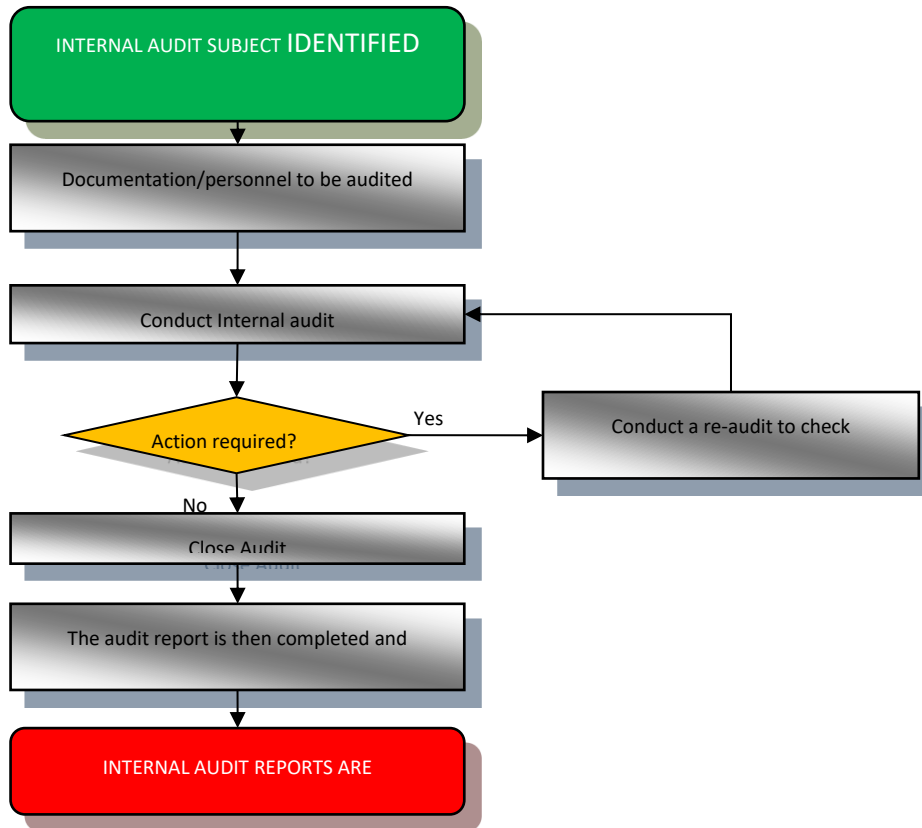 INTERNAL AUDIT SUBJECT IDENTIFIED
Documentation/personnel to be audited
Conduct Internal audit
Action required?
Yes
Conduct a re-audit to check
No
Close Audit
The audit report is then completed and
INTERNAL AUDIT REPORTS ARE